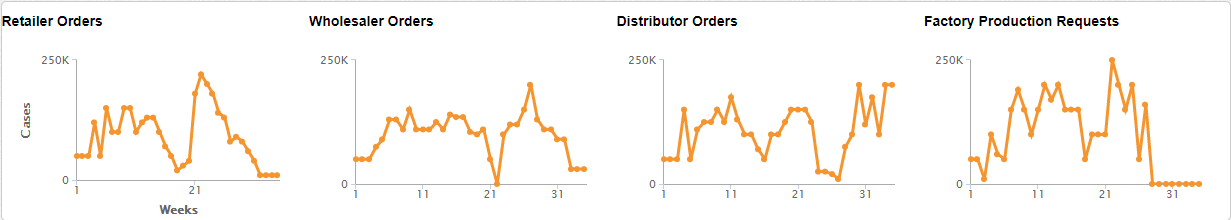 Retailer Orders
Wholesaler Orders
Distributor Orders
Factory Production Requests
250K
Cases
0
1
21
Weeks
250K
0
1
11
21
31
250K
0
1
11
21
31
250K
0
1
11
21
31